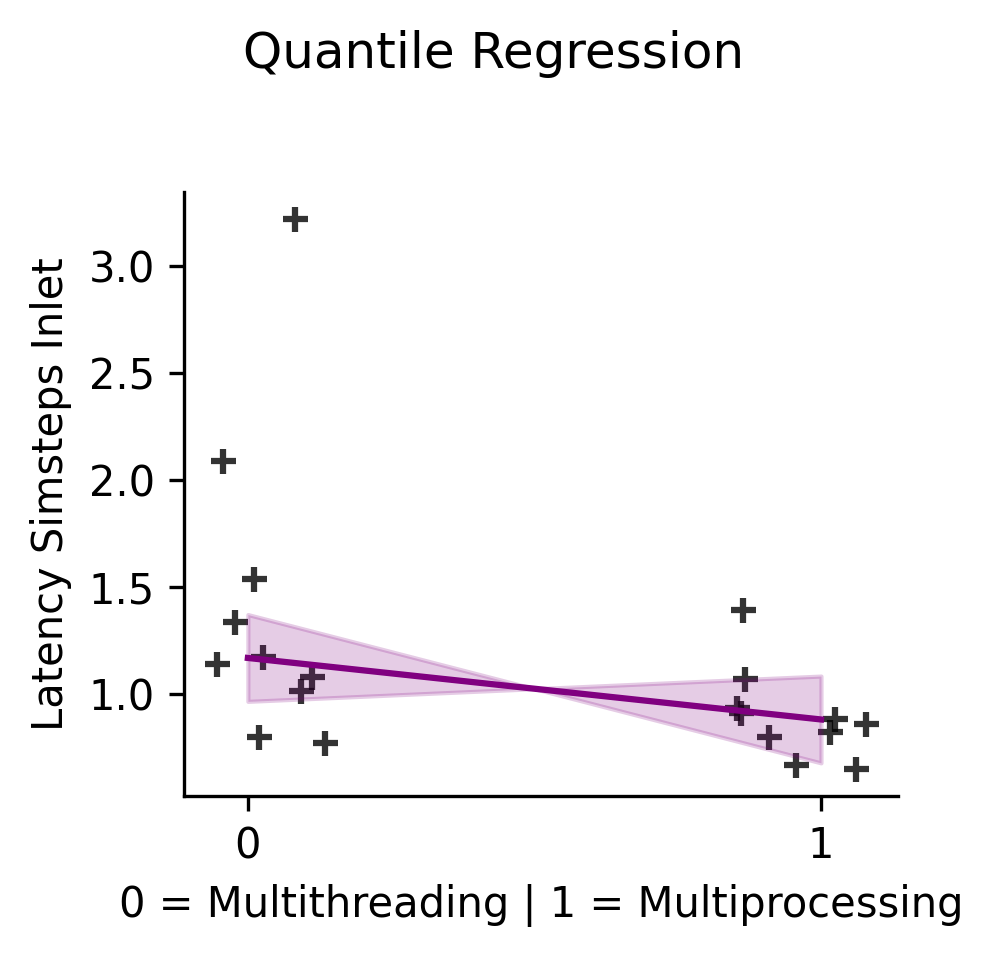 Quantile Regression
Latency Simsteps Inlet
3.0
2.5
2.0
1.5
1.0
0
1
0 = Multithreading | 1 = Multiprocessing